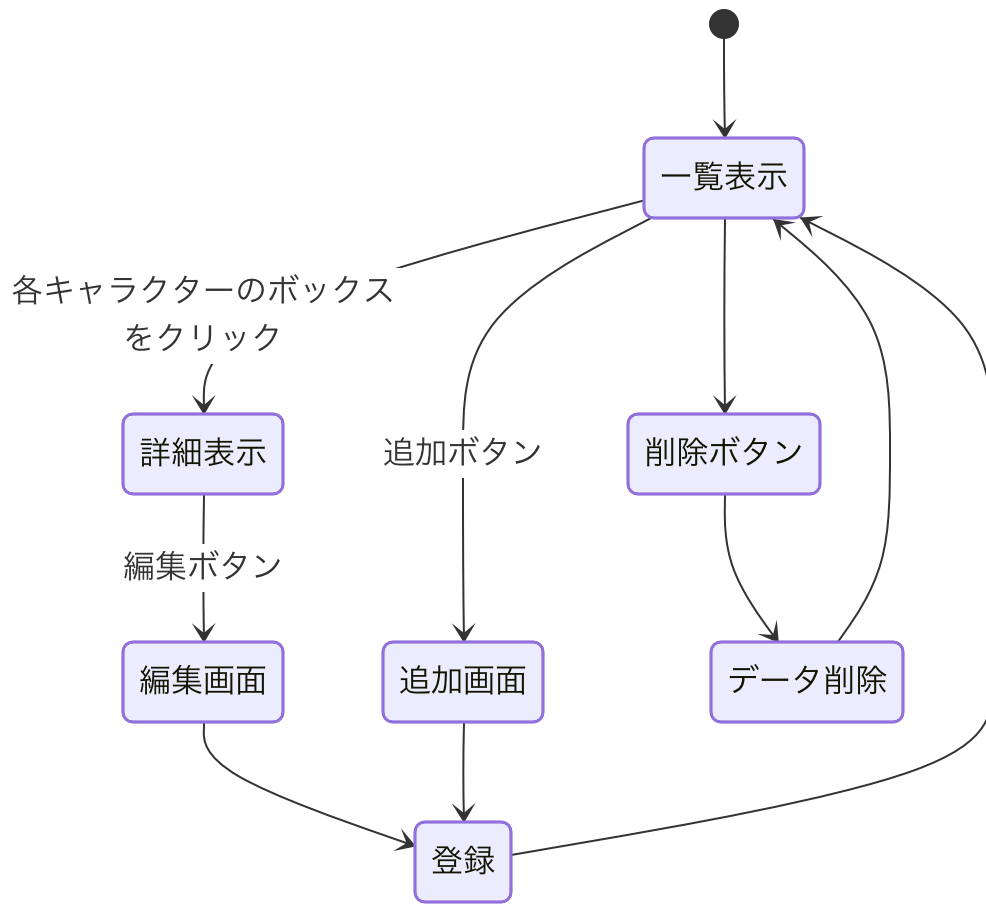 一覧表示
各キャラクターのボックス
をクリック
詳細表示
追加ボタン
削除ボタン
編集ボタン
編集画面
追加画面
データ削除
登録